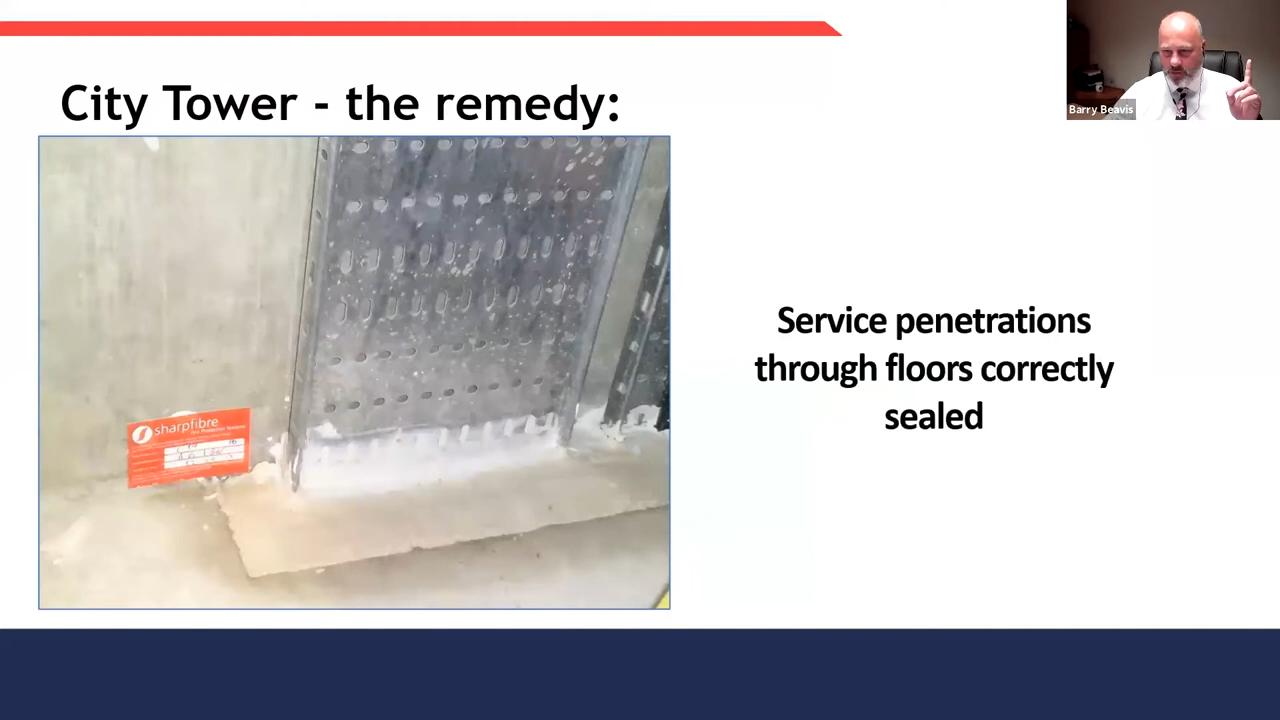 City Tower - the remedy:
Barry Beavis
Service penetrations
through floors correctly
sealed
sharpfibre